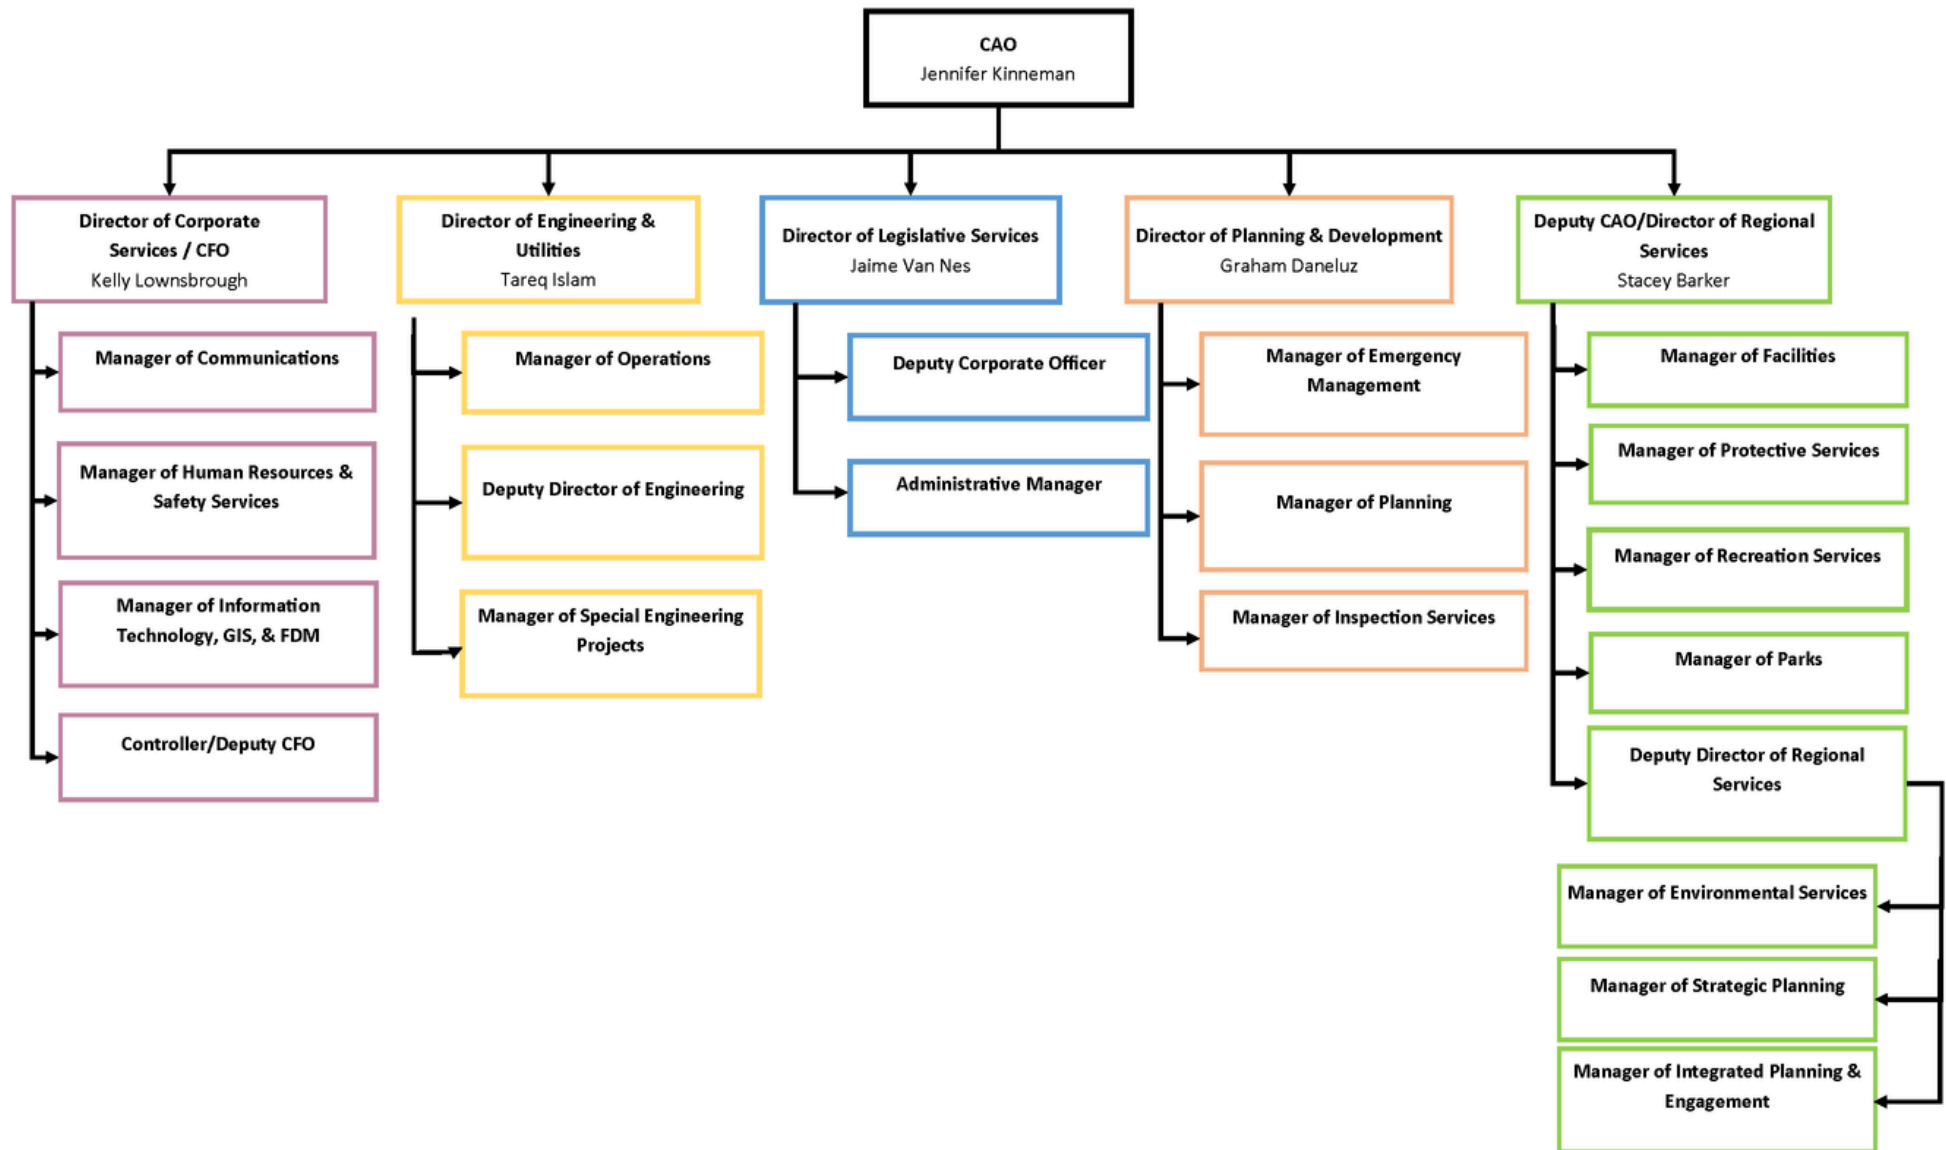 CAO
Jennifer Kinneman
Director of Corporate
Services / CFO
Kelly Lownsbrough
Manager of Communications
Manager of Human Resources &
Safety Services
Manager of Information
Technology, GIS, & FDM
Controller/Deputy CFO
Director of Engineering &
Utilities
Tareq Islam
Manager of Operations
Deputy Director of Engineering
Manager of Special Engineering
Projects
Director of Legislative Services
Jaime Van Nes
Deputy Corporate Officer
Administrative Manager
Director of Planning & Development
Graham Daneluz
Manager of Emergency
Management
Manager of Planning
Manager of Inspection Services
Deputy CAO/Director of Regional
Services
Stacey Barker
Manager of Facilities
Manager of Protective Services
Manager of Recreation Services
Manager of Parks
Deputy Director of Regional
Services
Manager of Environmental Services
Manager of Strategic Planning
Manager of Integrated Planning &
Engagement